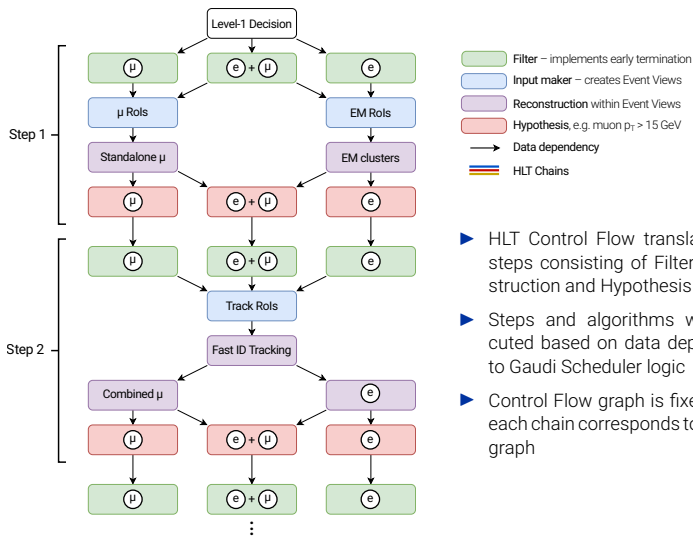 Level-1 Decision
μ
e + μ
e
μ RoIs
EM RoIs
Step 1
Standalone μ
EM clusters
μ
e + μ
e
μ
e + μ
e
Track RoIs
Step 2
Fast ID Tracking
Combined μ
e
μ
e + μ
e
μ
e + μ
e
Filter – implements early termination
Input maker – creates Event Views
Reconstruction within Event Views
Hypothesis, e.g. muon pT > 15 GeV
Data dependency
HLT Chains
HLT Control Flow transla
steps consisting of Filter
struction and Hypothesis
Steps and algorithms w
cuted based on data dep
to Gaudi Scheduler logic
Control Flow graph is fixe
each chain corresponds to
graph